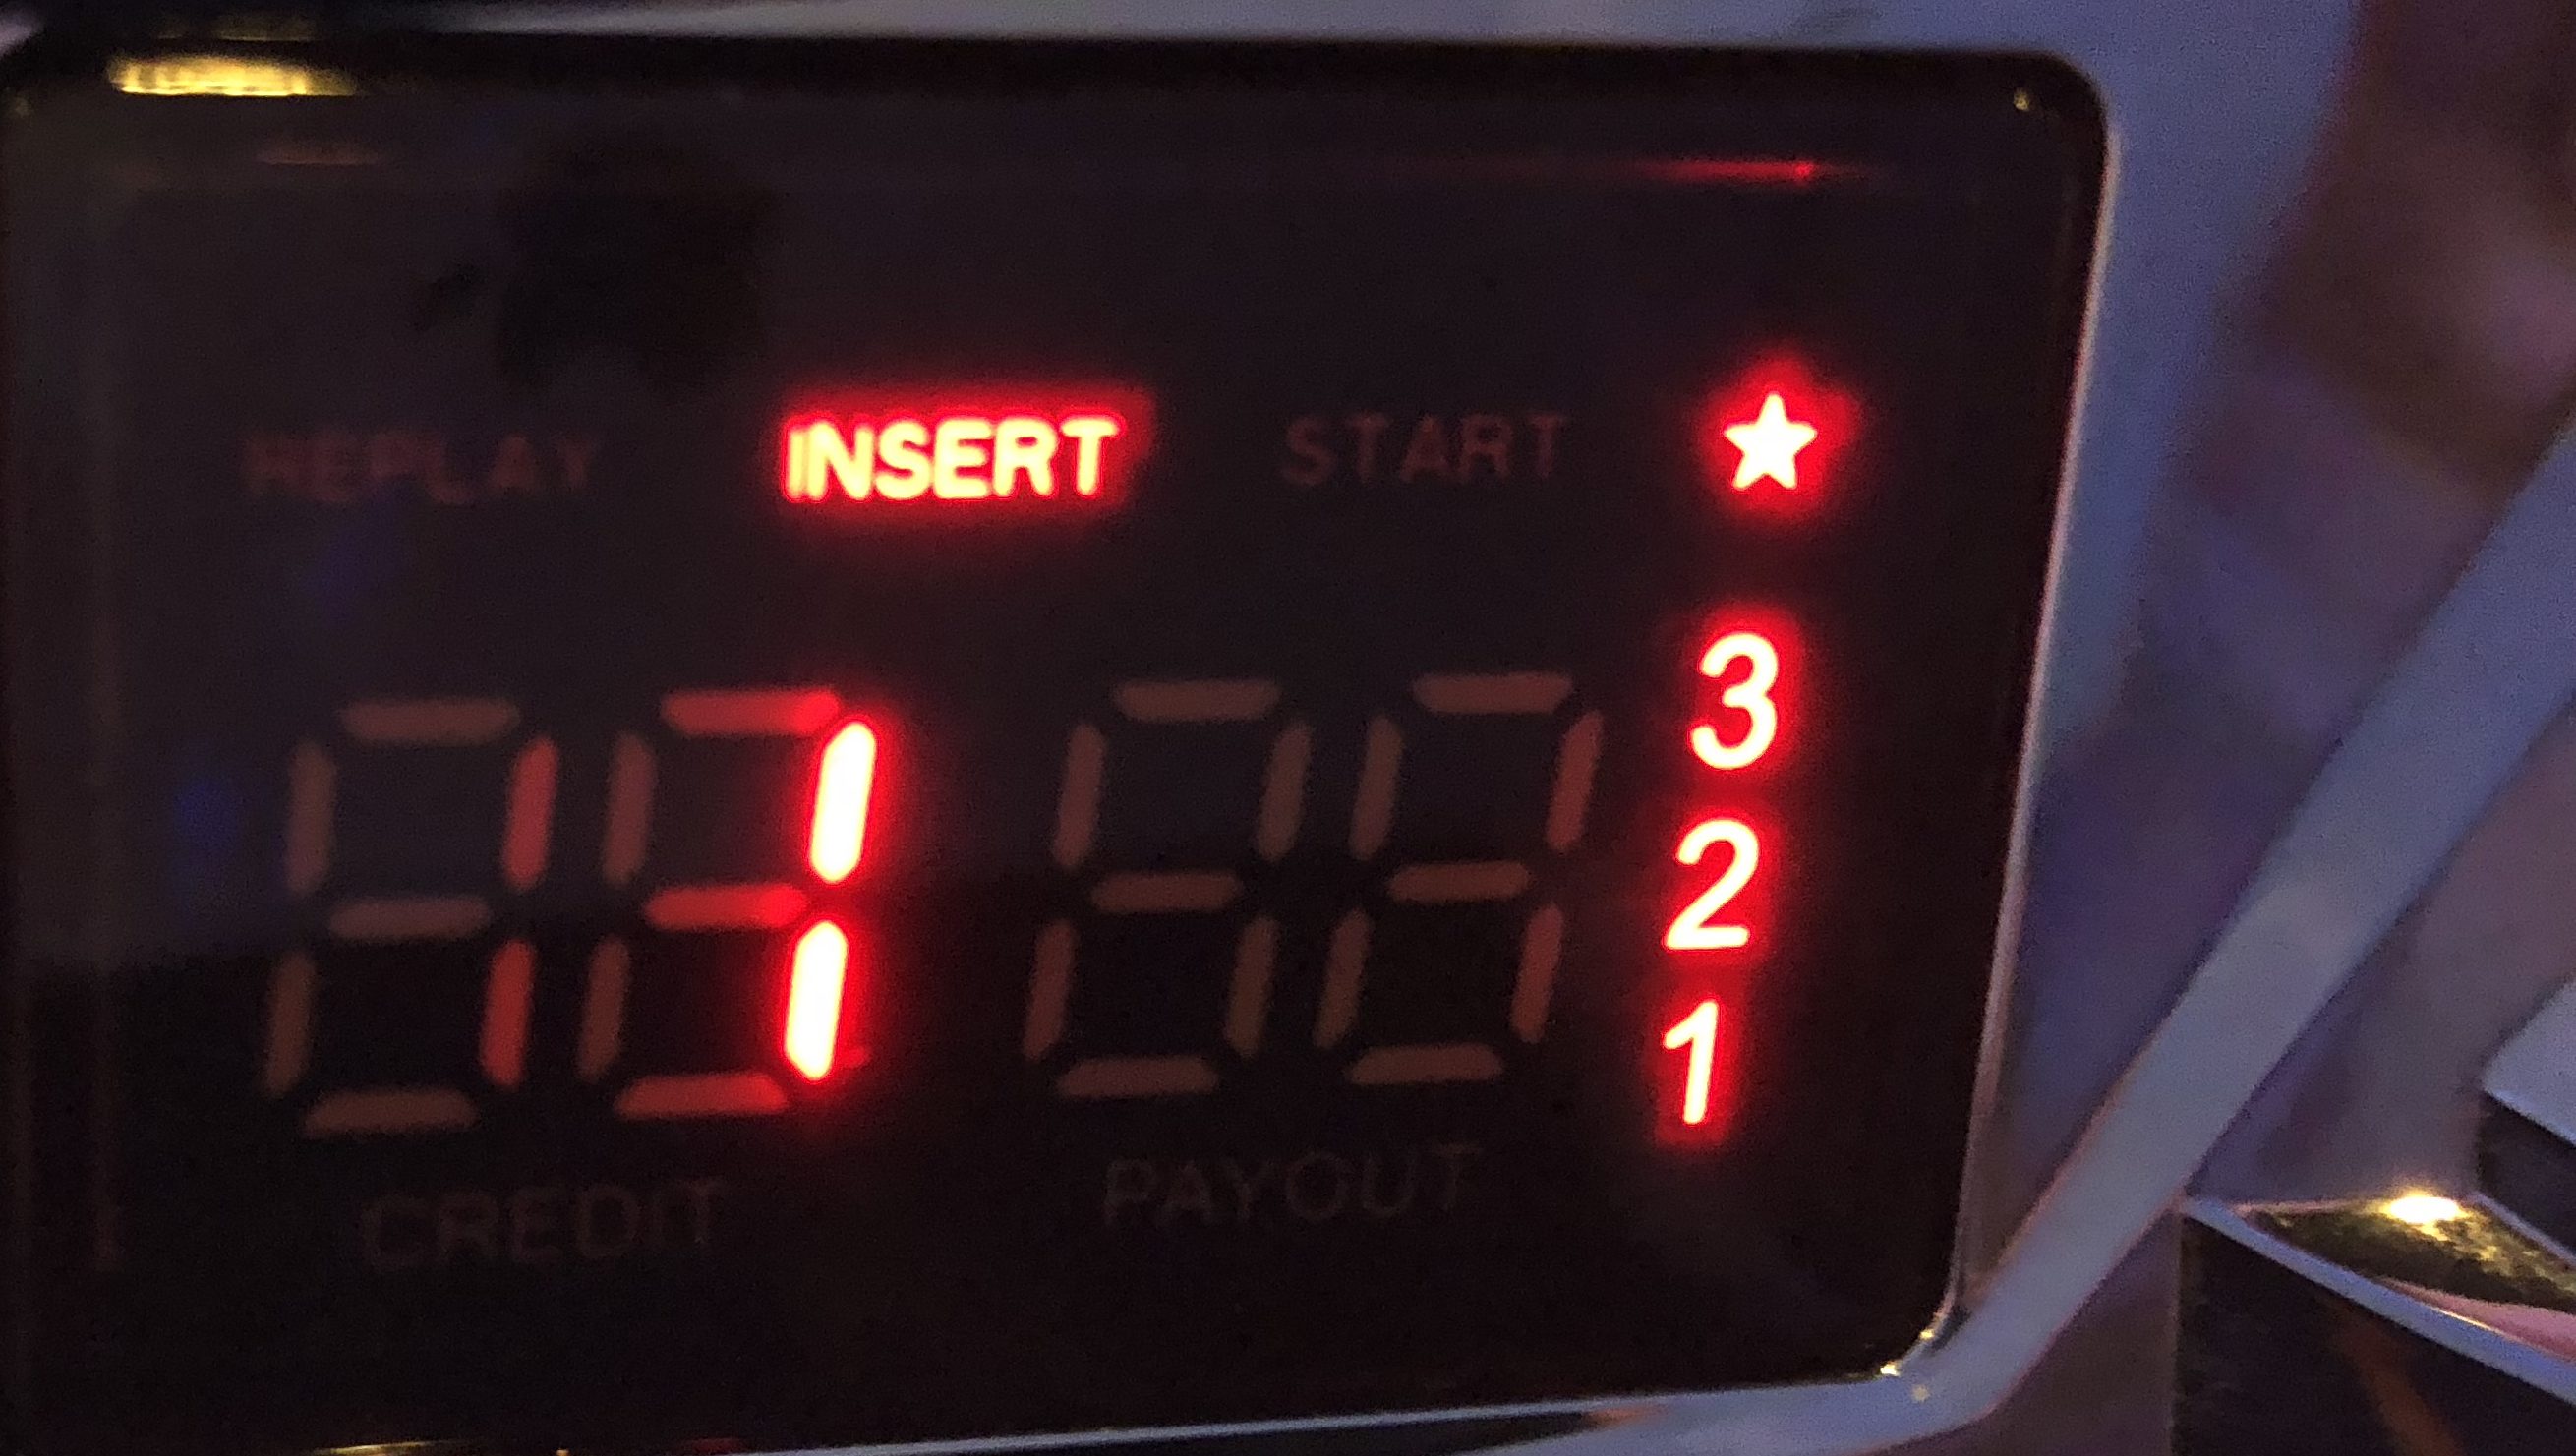 REPLAY INSERT START ★
3
2
1
1
CREDIT PAYOUT